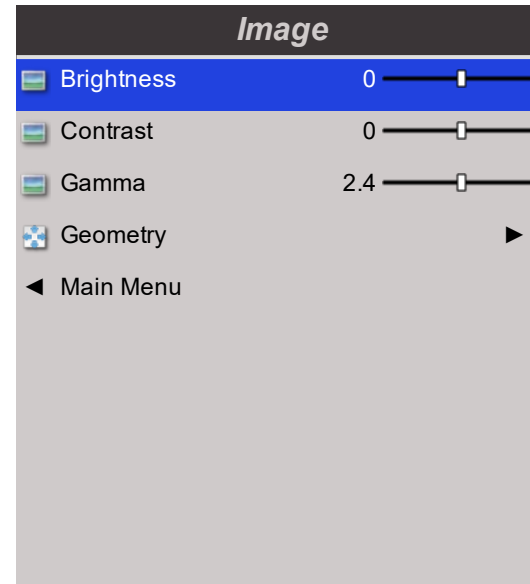 Image
Brightness 0
Contrast 0
Gamma 2.4
Geometry ►
◄ Main Menu